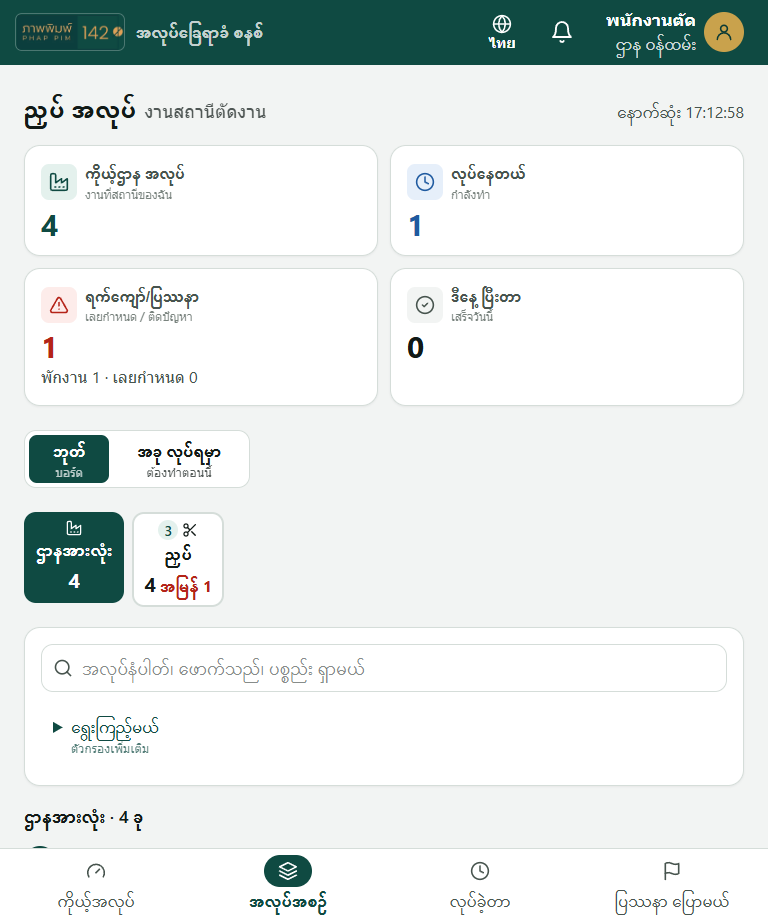 ภาพพิมพ์ 142
PHAP PIM
အလုပ်ခြေရာခံ စနစ်
ไทย
พนักงานตัด
ဌာန ဝန်ထမ်း
ညှပ် အလုပ် งานสถานีตัดงาน
နောက်ဆုံး 17:12:58
ကိုယ့်ဌာန အလုပ်
งานที่สถานีของฉัน
4
လုပ်နေတယ်
กำลังทำ
1
ရက်ကျော်/ပြဿနာ
เลยกำหนด / ติดปัญหา
1
พักงาน 1 · เลยกำหนด 0
ဒီနေ့ ပြီးတာ
เสร็จวันนี้
0
ဘုတ်
บอร์ด
အခု လုပ်ရမှာ
ต้องทำตอนนี้
ဌာနအားလုံး
4
3
ညှပ်
4 အမြန် 1
အလုပ်နံပါတ်၊ ဖောက်သည်၊ ပစ္စည်း ရှာမယ်
ရွေးကြည့်မယ်
ตัวกรองเพิ่มเติม
ဌာနအားလုံး · 4 ခု
ကိုယ့်အလုပ်
အလုပ်အစဉ်
လုပ်ခဲ့တာ
ပြဿနာ ပြောမယ်